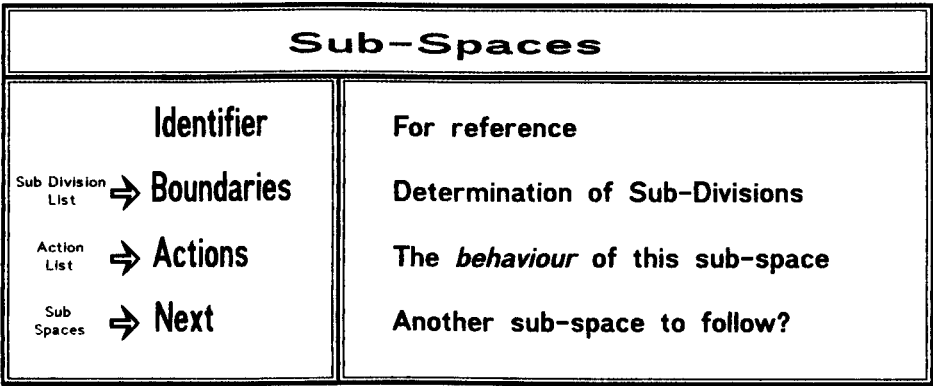 Sub-Spaces
Identifier
For reference
Sub Division
List
Boundaries
Determination of Sub-Divisions
Action
List
Actions
The behaviour of this sub-space
Sub
Spaces
Next
Another sub-space to follow?